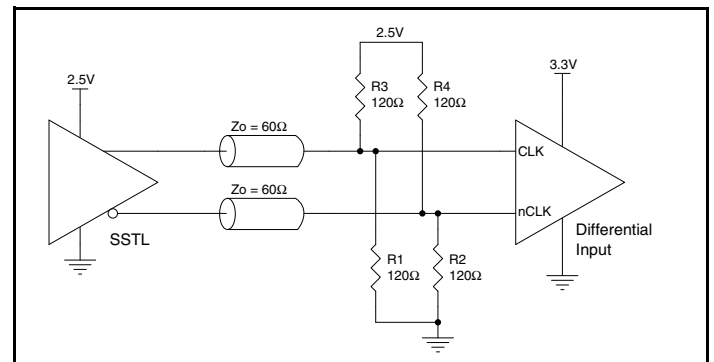 2.5V
3.3V
2.5V
R3
120Ω
R4
120Ω
Zo = 60Ω
CLK
Zo = 60Ω
nCLK
SSTL
Differential
Input
R1
120Ω
R2
120Ω